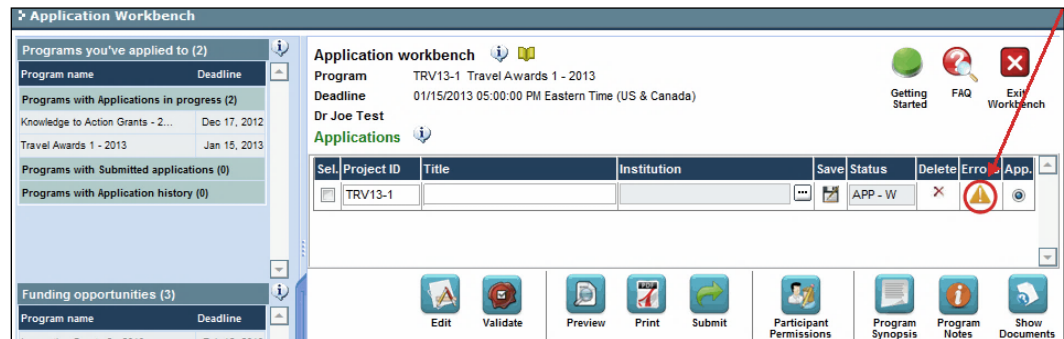 Application Workbench
Programs you've applied to (2)
Program name Deadline
Programs with Applications in progress (2)
Knowledge to Action Grants - 2... Dec 17, 2012
Travel Awards 1 - 2013 Jan 15, 2013
Programs with Submitted applications (0)
Programs with Application history (0)
Funding opportunities (3)
Program name Deadline
Application workbench
Program TRV13-1 Travel Awards 1 - 2013
Deadline 01/15/2013 05:00:00 PM Eastern Time (US & Canada)
Dr Joe Test
Applications
Getting Started
FAQ
Exit Workbench
Sel. Project ID Title Institution Save Status Delete Errors App.
TRV13-1 ... APP - W
Edit Validate Preview Print Submit Participant Permissions Program Synopsis Program Notes Show Documents